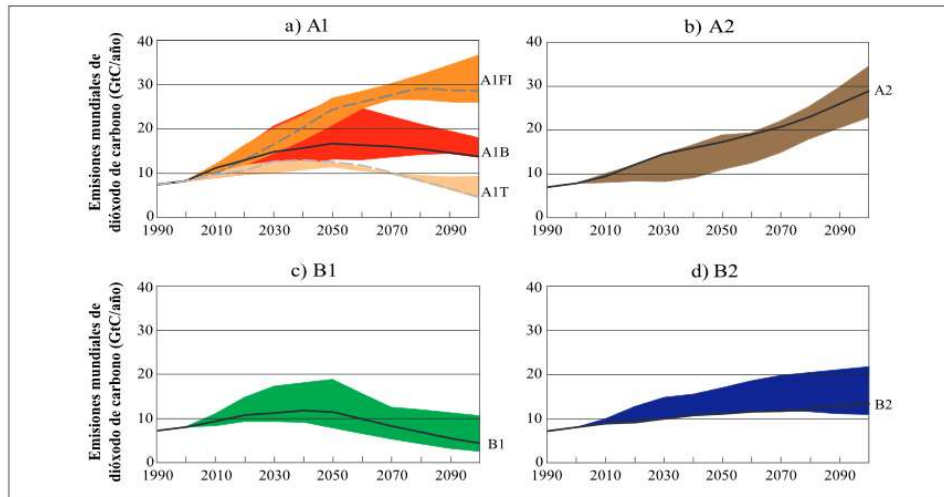 a) A1
b) A2
Emisiones mundiales de
dióxodo de carbono (GtC/año)
40
30
20
10
0
1990 2010 2030 2050 2070 2090
A1FI
A1B
A1T
40
30
20
10
0
1990 2010 2030 2050 2070 2090
A2
c) B1
d) B2
Emisiones mundiales de
dióxodo de carbono (GtC/año)
40
30
20
10
0
1990 2010 2030 2050 2070 2090
B1
40
30
20
10
0
1990 2010 2030 2050 2070 2090
B2